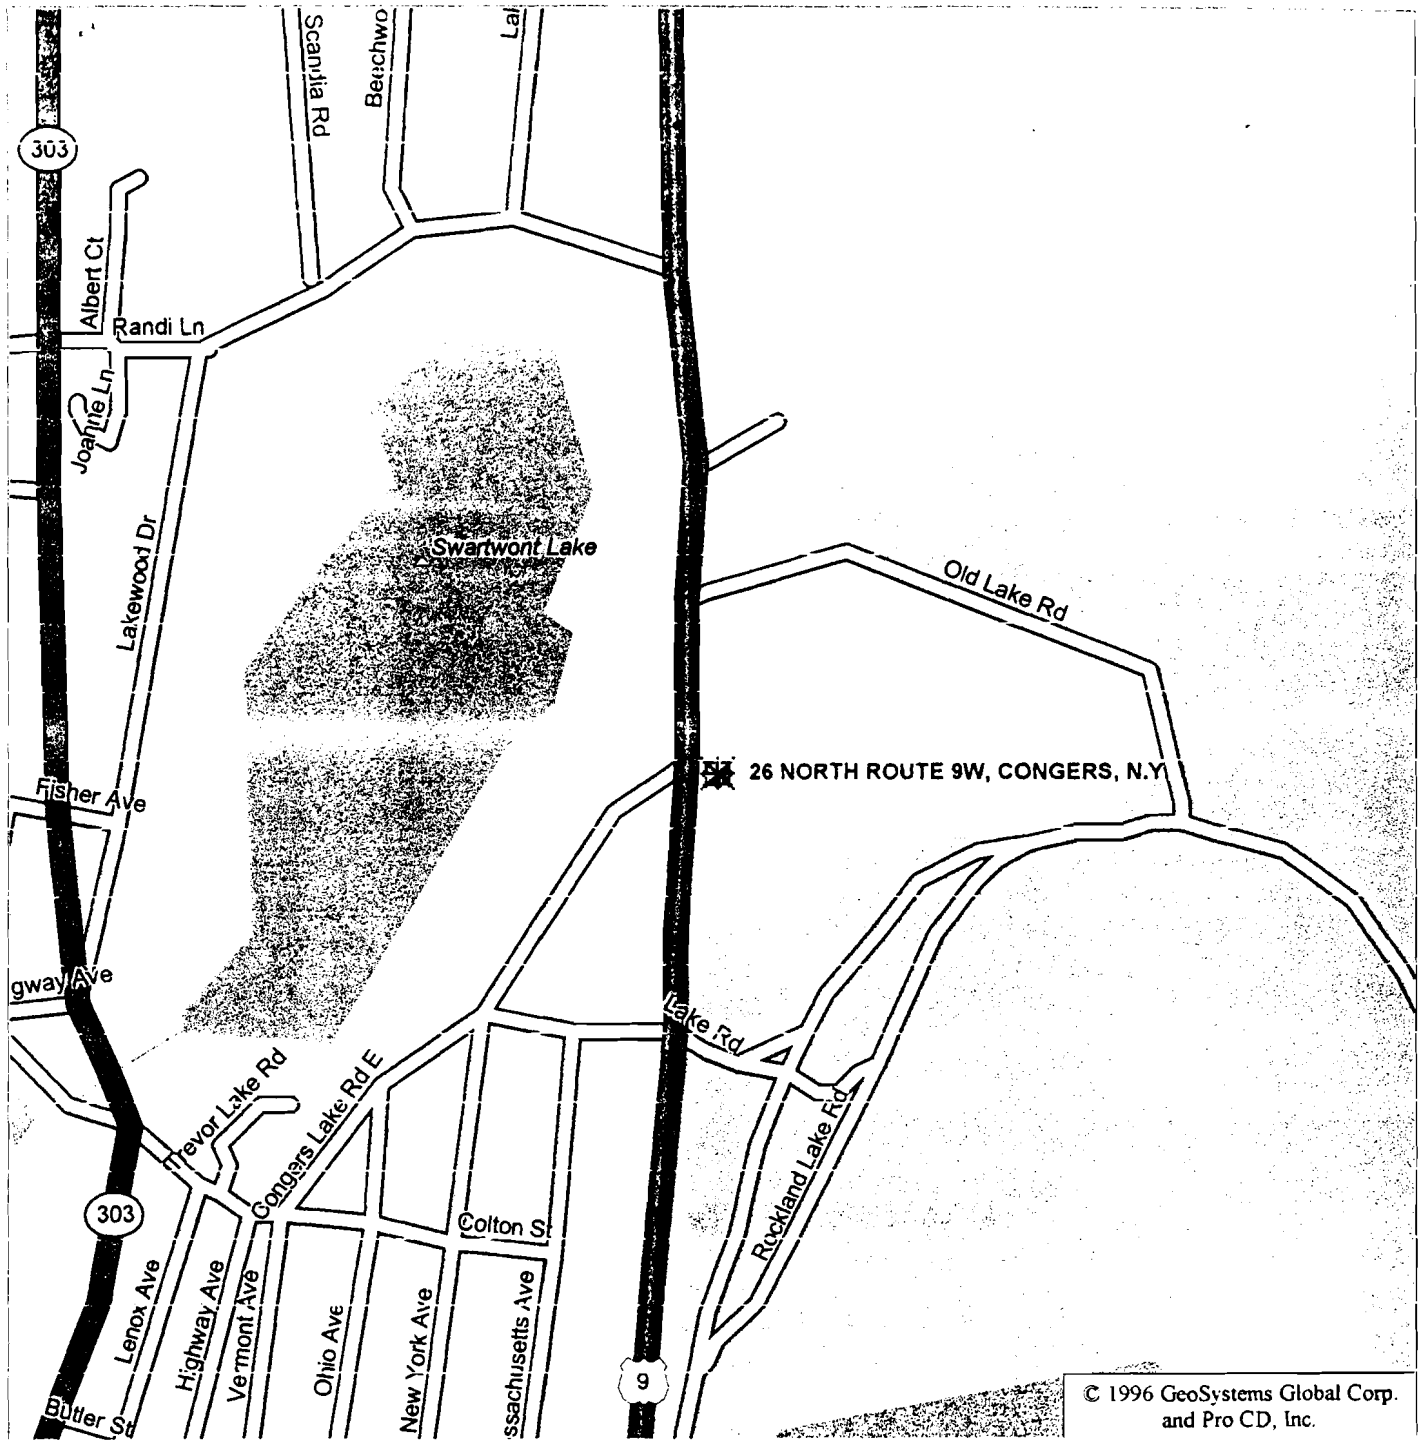 Scandia Rd
Beechwo
Lal
303
Albert Ct
Randi Ln
Joanne Ln
Lakewood Dr
Swartwont Lake
Old Lake Rd
26 NORTH ROUTE 9W, CONGERS, N.Y
Fisher Ave
gway Ave
Lake Rd
Trevor Lake Rd
Congers Lake Rd E
Rockland Lake Rd
303
Colton St
Lenox Ave
Highway Ave
Vermont Ave
Ohio Ave
New York Ave
ssachusetts Ave
9
Butler St
© 1996 GeoSystems Global Corp.
and Pro CD, Inc.